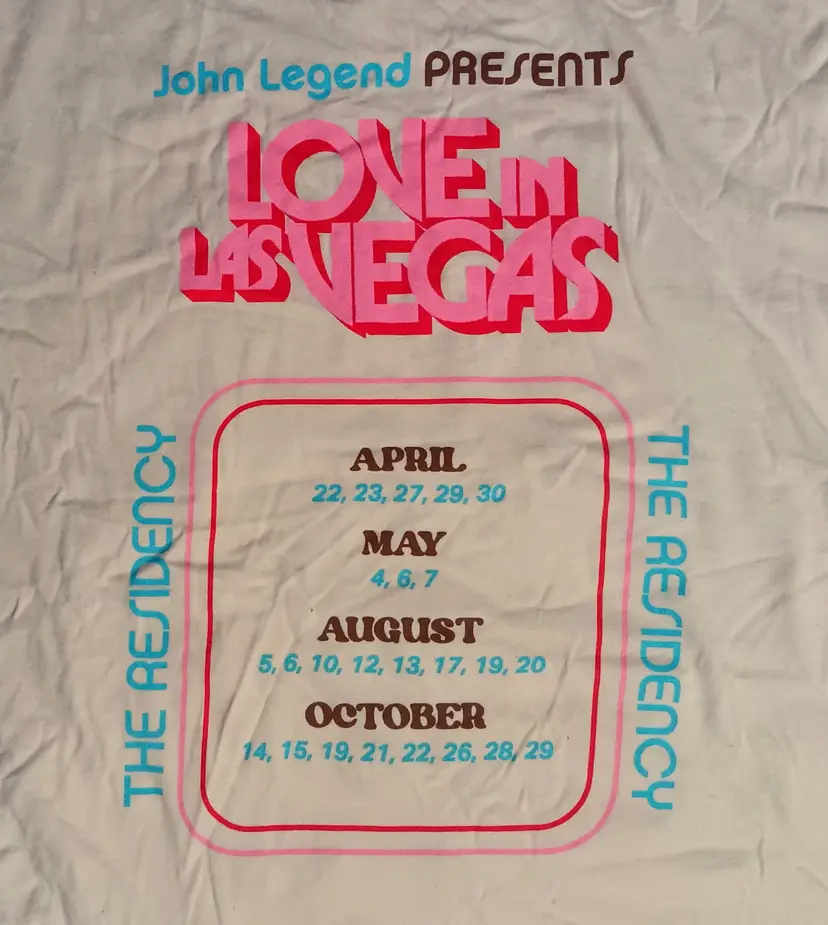 John Legend PRESENTS
LOVE IN
LAS VEGAS
THE RESIDENCY
APRIL
22, 23, 27, 29, 30
MAY
4, 6, 7
AUGUST
5, 6, 10, 12, 13, 17, 19, 20
OCTOBER
14, 15, 19, 21, 22, 26, 28, 29
THE RESIDENCY